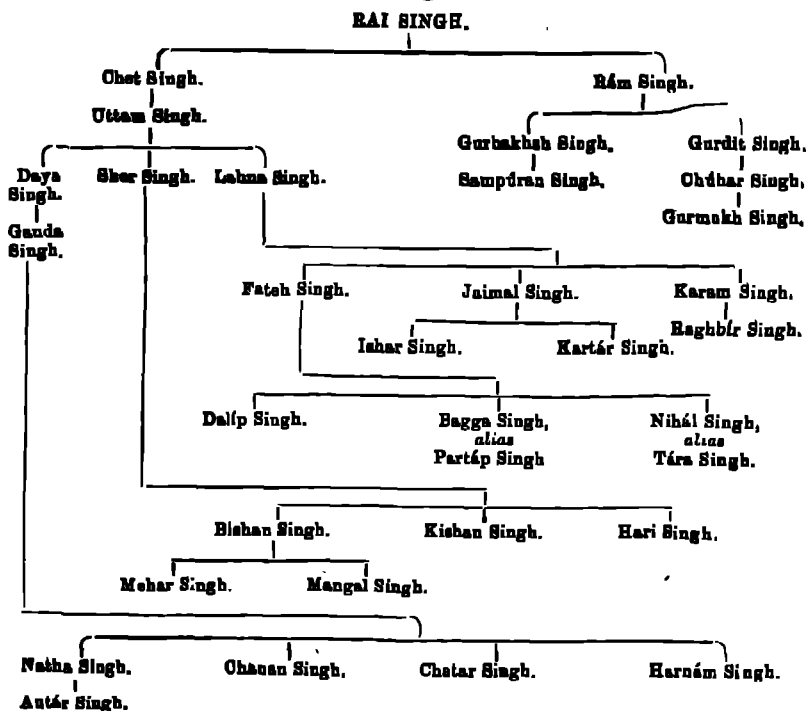 RAI SINGH.
Chet Singh. Rám Singh.
Uttam Singh.
Gurbakhsh Singh. Gurdit Singh.
Daya Singh. Sher Singh. Lahna Singh. Sampúran Singh. Chúhar Singh.
Ganda Singh. Gurmukh Singh.
Fateh Singh. Jaimal Singh. Karam Singh.
Ishar Singh. Kartár Singh. Raghbír Singh.
Dalíp Singh. Bagga Singh, Nihál Singh,
alias alias
Partáp Singh Tára Singh.
Bishan Singh. Kishan Singh. Hari Singh.
Mehar Singh. Mangal Singh.
Natha Singh. Chanan Singh. Chatar Singh. Harnám Singh.
Autár Singh.